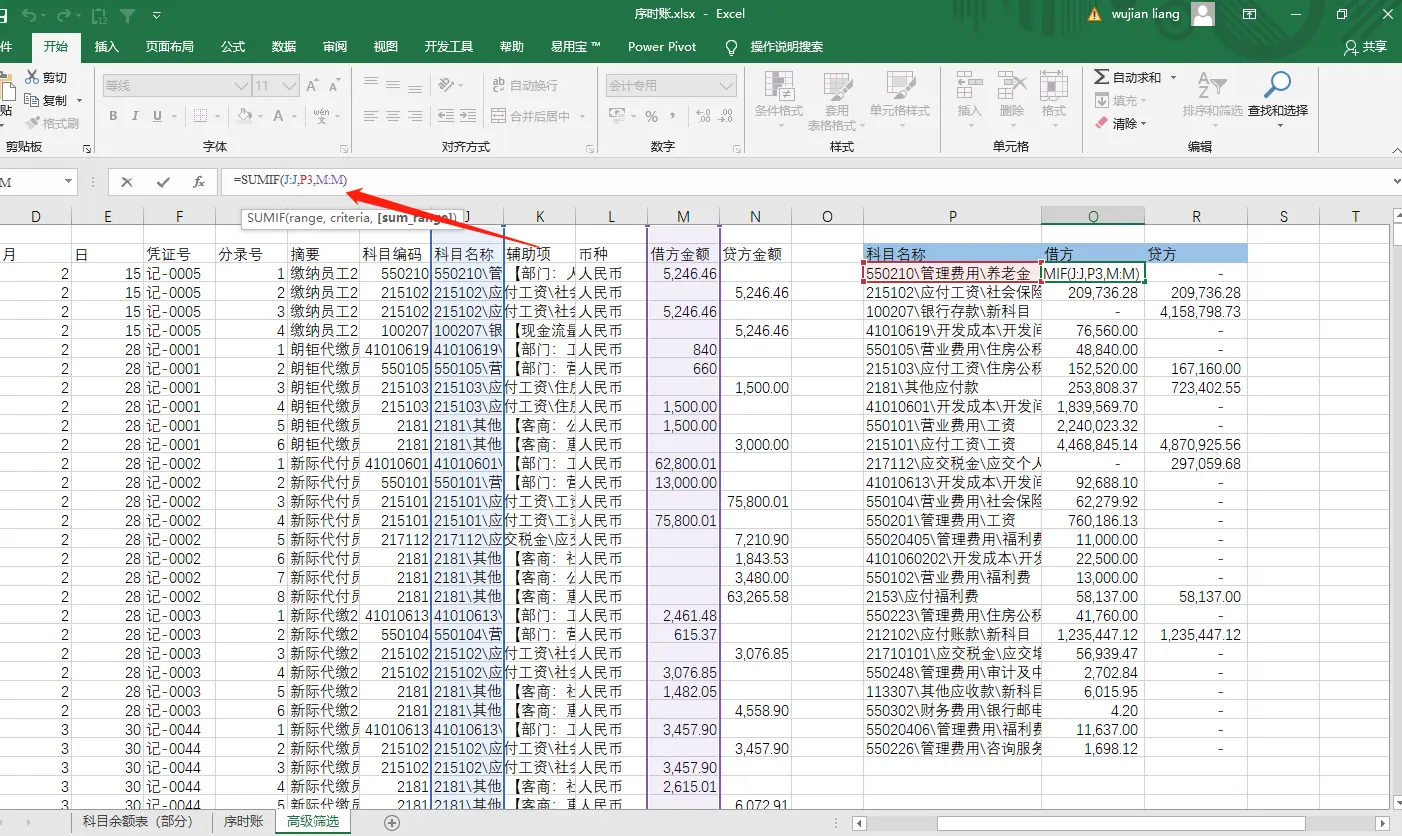 序时账.xlsx - Excel
wujian liang
件 开始 插入 页面布局 公式 数据 审阅 视图 开发工具 帮助 易用宝 ™ Power Pivot 操作说明搜索 共享
剪切 等线 11 自动换行 会计专用 自动求和
贴 复制 条件格式 套用 单元格样式 插入 删除 格式 填充 排序和筛选 查找和选择
格式刷 B I U A 合并后居中 % 表格格式 清除
剪贴板 字体 对齐方式 数字 样式 单元格 编辑
M fx =SUMIF(J:J,P3,M:M)
SUMIF(range, criteria, [sum_range])
D E F J K L M N O P Q R S T
月 日 凭证号 分录号 摘要 科目编码 科目名称 辅助项 币种 借方金额 贷方金额 科目名称 借方 贷方
2 15 记-0005 1 缴纳员工2 550210 550210\管 【部门：人 人民币 5,246.46 550210\管理费用\养老金 MIF(J:J,P3,M:M) -
2 15 记-0005 2 缴纳员工2 215102 215102\应付工资\社会 人民币 5,246.46 215102\应付工资\社会保险 209,736.28 209,736.28
2 15 记-0005 3 缴纳员工2 215102 215102\应付工资\社会 人民币 5,246.46 100207\银行存款\新科目 - 4,158,798.73
2 15 记-0005 4 缴纳员工2 100207 100207\银 【现金流量 人民币 5,246.46 41010619\开发成本\开发间 76,560.00 -
2 28 记-0001 1 朗钜代缴员 41010619 41010619\ 【部门：工 人民币 840 550105\营业费用\住房公积 48,840.00 -
2 28 记-0001 2 朗钜代缴员 550105 550105\营 【部门：营 人民币 660 215103\应付工资\住房公积 152,520.00 167,160.00
2 28 记-0001 3 朗钜代缴员 215103 215103\应付工资\住房 人民币 1,500.00 2181\其他应付款 253,808.37 723,402.55
2 28 记-0001 4 朗钜代缴员 215103 215103\应付工资\住房 人民币 1,500.00 41010601\开发成本\开发间 1,839,569.70 -
2 28 记-0001 5 朗钜代缴员 2181 2181\其他 【客商：公 人民币 1,500.00 550101\营业费用\工资 2,240,023.32 -
2 28 记-0001 6 朗钜代缴员 2181 2181\其他 【客商：惠 人民币 3,000.00 215101\应付工资\工资 4,468,845.14 4,870,925.56
2 28 记-0002 1 新际代付员 41010601 41010601\ 【部门：工 人民币 62,800.01 217112\应交税金\应交个人 - 297,059.68
2 28 记-0002 2 新际代付员 550101 550101\营 【部门：营 人民币 13,000.00 41010613\开发成本\开发间 92,688.10 -
2 28 记-0002 3 新际代付员 215101 215101\应付工资\工资 人民币 75,800.01 550104\营业费用\社会保险 62,279.92 -
2 28 记-0002 4 新际代付员 215101 215101\应付工资\工资 人民币 75,800.01 550201\管理费用\工资 760,186.13 -
2 28 记-0002 5 新际代付员 217112 217112\应交税金\应交 人民币 7,210.90 55020405\管理费用\福利费 11,000.00 -
2 28 记-0002 6 新际代付员 2181 2181\其他 【客商：社 人民币 1,843.53 4101060202\开发成本\开发 22,500.00 -
2 28 记-0002 7 新际代付员 2181 2181\其他 【客商：公 人民币 3,480.00 550102\营业费用\福利费 13,000.00 -
2 28 记-0002 8 新际代付员 2181 2181\其他 【客商：惠 人民币 63,265.58 2153\应付福利费 58,137.00 58,137.00
2 28 记-0003 1 新际代缴2 41010613 41010613\ 【部门：工 人民币 2,461.48 550223\管理费用\住房公积 41,760.00 -
2 28 记-0003 2 新际代缴2 550104 550104\营 【部门：营 人民币 615.37 212102\应付账款\新科目 1,235,447.12 1,235,447.12
2 28 记-0003 3 新际代缴2 215102 215102\应付工资\社会 人民币 3,076.85 21710101\应交税金\应交增 56,939.47 -
2 28 记-0003 4 新际代缴2 215102 215102\应付工资\社会 人民币 3,076.85 550248\管理费用\审计及中 2,702.84 -
2 28 记-0003 5 新际代缴2 2181 2181\其他 【客商：社 人民币 1,482.05 113307\其他应收款\新科目 6,015.95 -
2 28 记-0003 6 新际代缴2 2181 2181\其他 【客商：惠 人民币 4,558.90 550302\财务费用\银行邮电 4.20 -
3 30 记-0044 1 新际代缴员 41010613 41010613\ 【部门：工 人民币 3,457.90 55020406\管理费用\福利费 11,637.00 -
3 30 记-0044 2 新际代缴员 215102 215102\应付工资\社会 人民币 3,457.90 550226\管理费用\咨询服务 1,698.12 -
3 30 记-0044 3 新际代缴员 215102 215102\应付工资\社会 人民币 3,457.90
3 30 记-0044 4 新际代缴员 2181 2181\其他 【客商：社 人民币 2,615.01
3 30 记-0044 5 新际代缴员 2181 2181\其他 【客商：惠 人民币 6,072.91
科目余额表（部分） 序时账 高级筛选